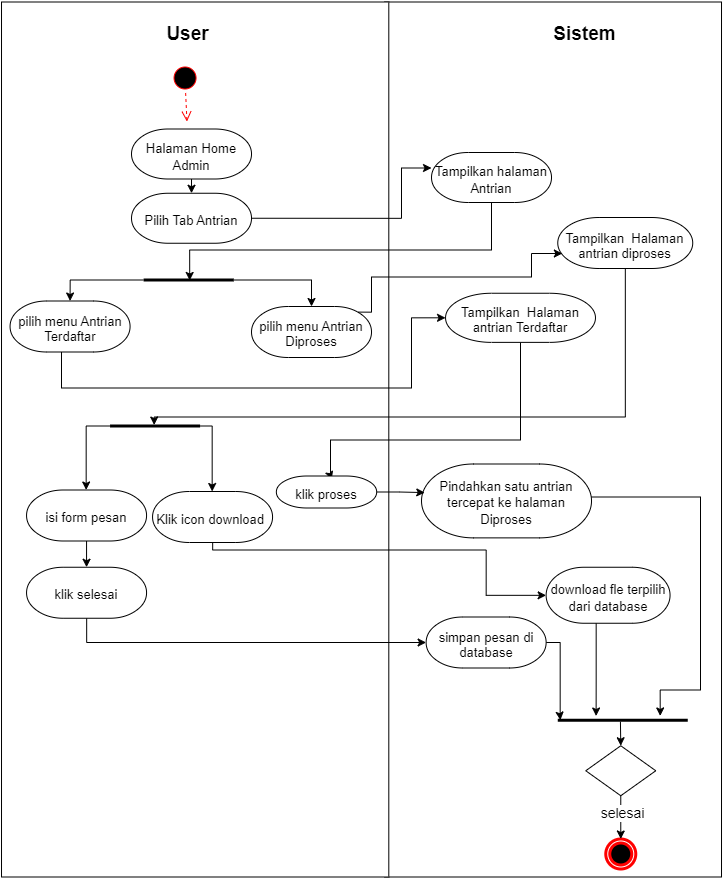 User
Sistem
Halaman Home
Admin
Pilih Tab Antrian
Tampilkan halaman
Antrian
Tampilkan Halaman
antrian diproses
pilih menu Antrian
Terdaftar
pilih menu Antrian
Diproses
Tampilkan Halaman
antrian Terdaftar
klik proses
Pindahkan satu antrian
tercepat ke halaman
Diproses
isi form pesan
Klik icon download
klik selesai
download fle terpilih
dari database
simpan pesan di
database
selesai